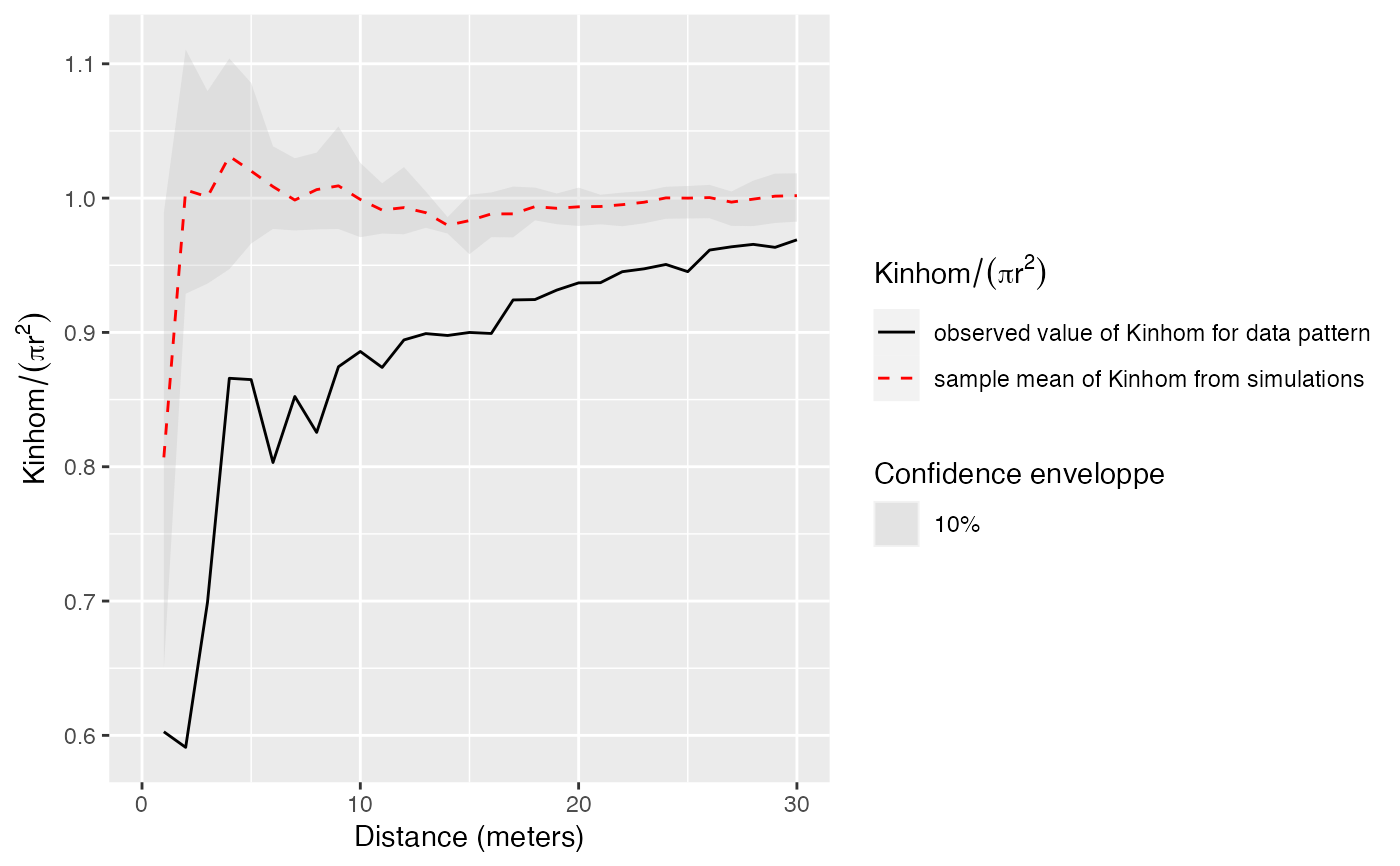 Kinhom/(πr²)
1.1
1.0
0.9
0.8
0.7
0.6
0
10
20
30
Distance (meters)
Kinhom/(πr²)
observed value of Kinhom for data pattern
sample mean of Kinhom from simulations
Confidence enveloppe
10%